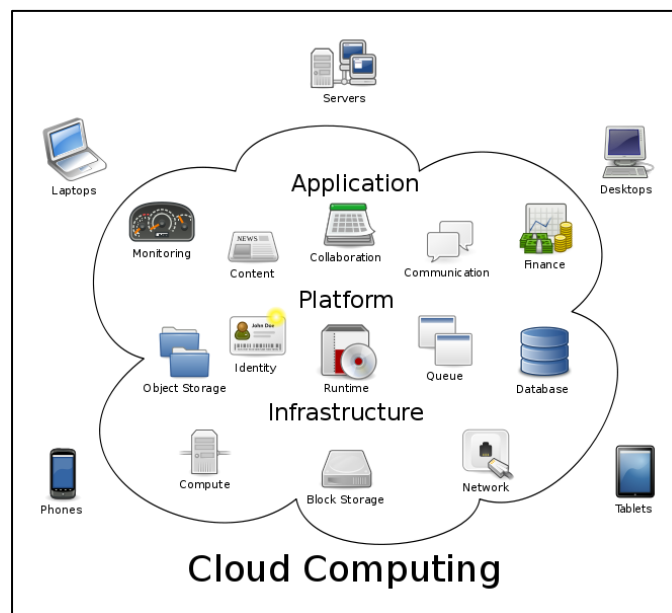 Servers
Laptops
Desktops
Application
Monitoring
NEWS
Content
Collaboration
Communication
Finance
Platform
John Doe
Object Storage
Identity
Runtime
Queue
Database
Infrastructure
Compute
Block Storage
Network
Phones
Tablets
Cloud Computing